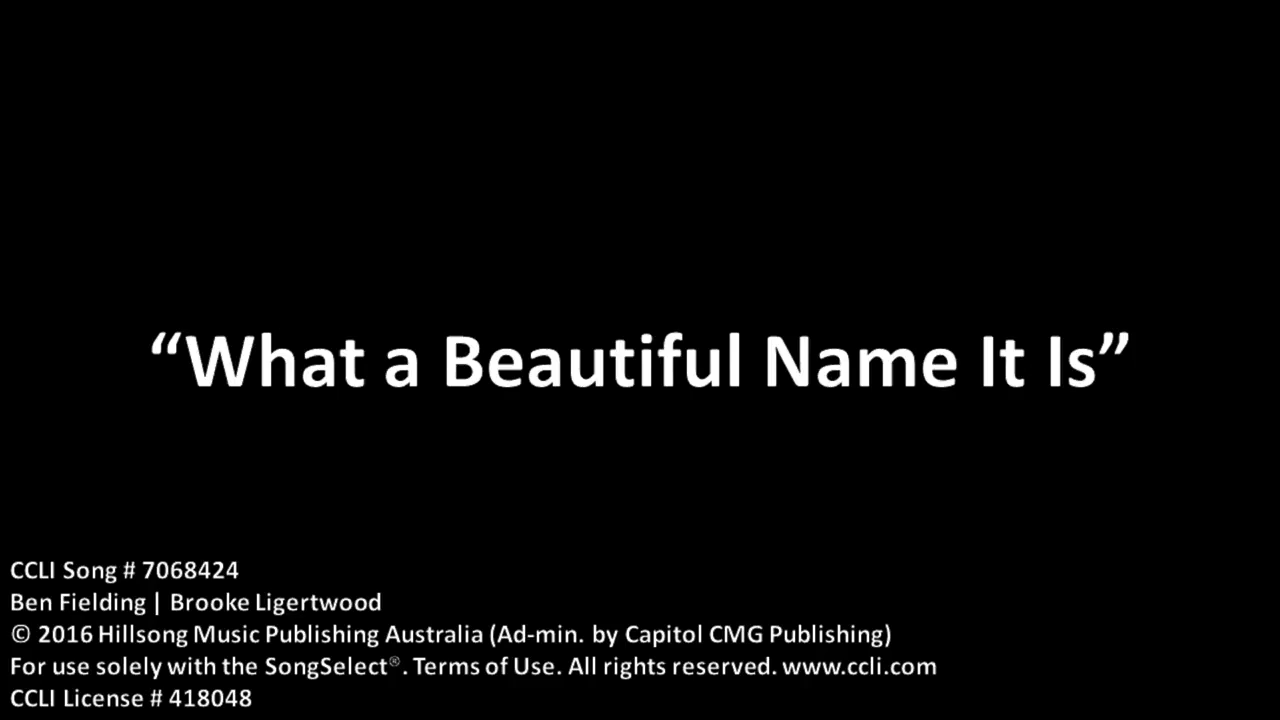 “What a Beautiful Name It Is”
CCLI Song # 7068424
Ben Fielding | Brooke Ligertwood
© 2016 Hillsong Music Publishing Australia (Ad-min. by Capitol CMG Publishing)
For use solely with the SongSelect®. Terms of Use. All rights reserved. www.ccli.com
CCLI License # 418048